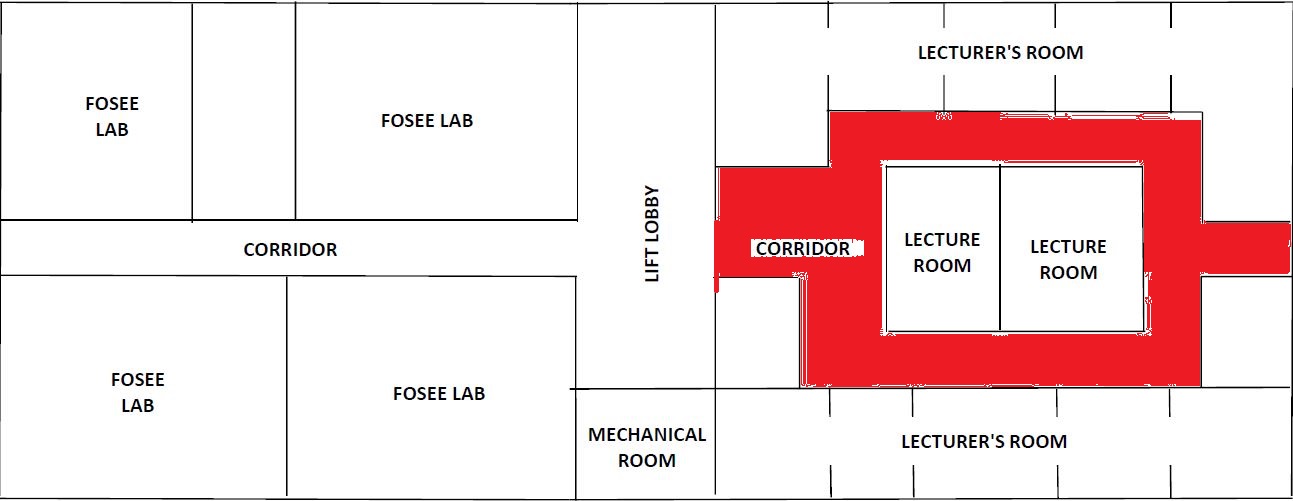 LECTURER'S ROOM
FOSEE
LAB
FOSEE LAB
LIFT LOBBY
CORRIDOR
CORRIDOR
LECTURE
ROOM
LECTURE
ROOM
FOSEE
LAB
FOSEE LAB
MECHANICAL
ROOM
LECTURER'S ROOM